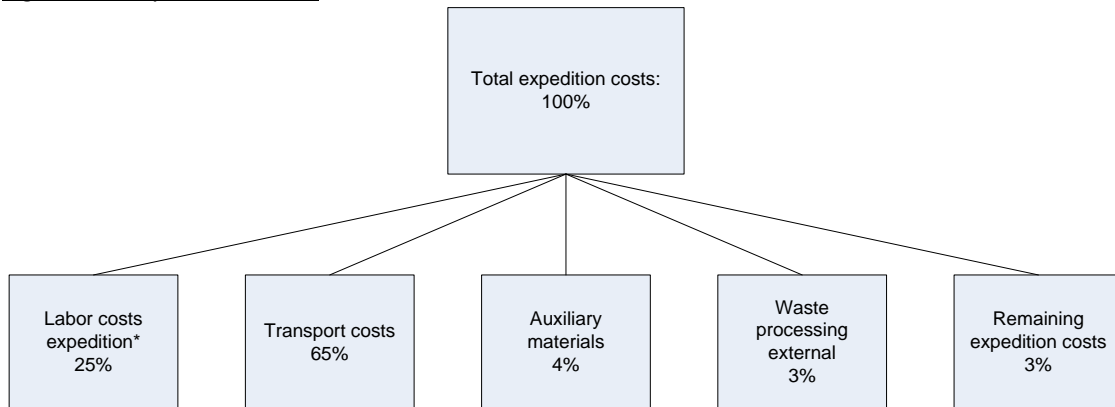 Total expedition costs:
100%
Labor costs
expedition*
25%
Transport costs
65%
Auxiliary
materials
4%
Waste
processing
external
3%
Remaining
expedition costs
3%